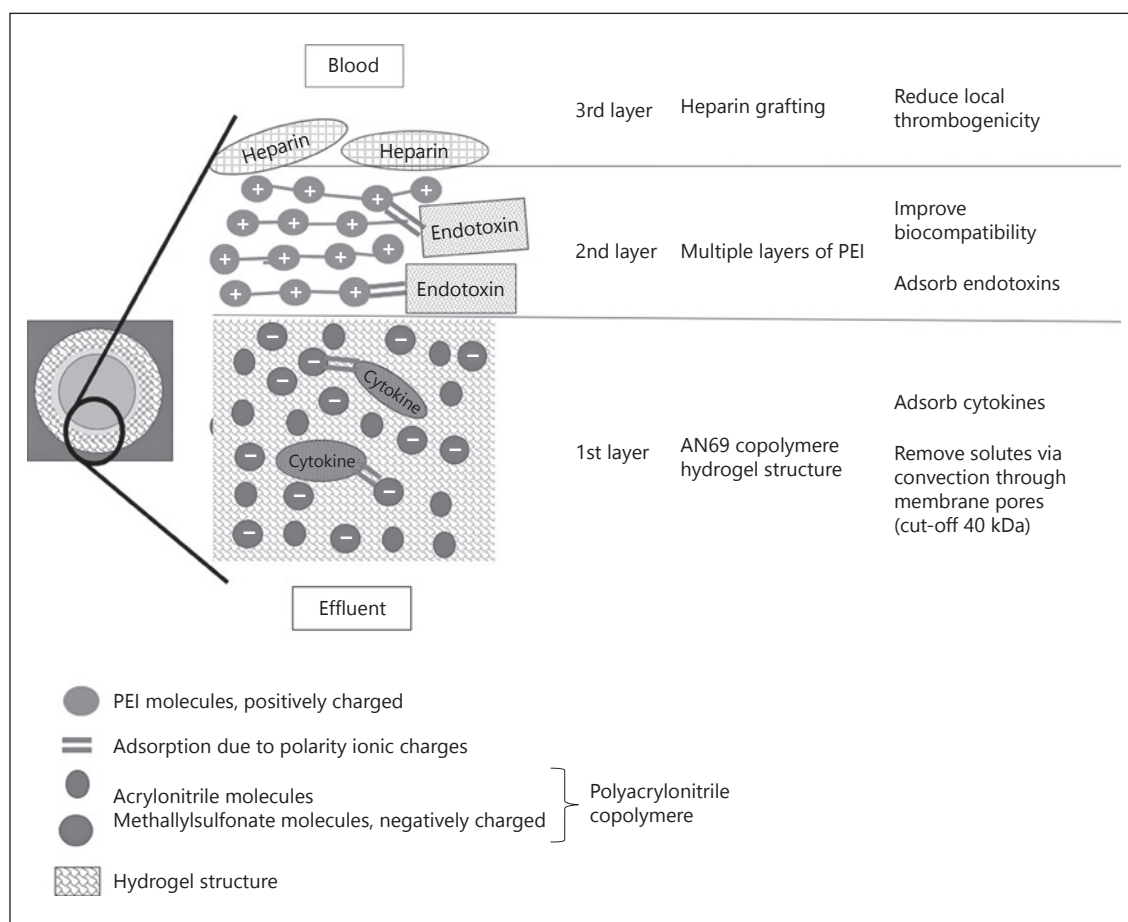 Blood
3rd layer
Heparin grafting
Reduce local
thrombogenicity
Heparin
Heparin
+
+
+
+
Endotoxin
+
+
+
2nd layer
Multiple layers of PEI
Improve
biocompatibility
Adsorb endotoxins
+
+
+
+
Endotoxin
+
+
+
–
–
–
–
Cytokine
–
–
–
–
Cytokine
–
–
–
–
–
–
1st layer
AN69 copolymere
hydrogel structure
Adsorb cytokines
Remove solutes via
convection through
membrane pores
(cut-off 40 kDa)
Effluent
PEI molecules, positively charged
Adsorption due to polarity ionic charges
Acrylonitrile molecules
Methallylsulfonate molecules, negatively charged
Polyacrylonitrile
copolymere
Hydrogel structure